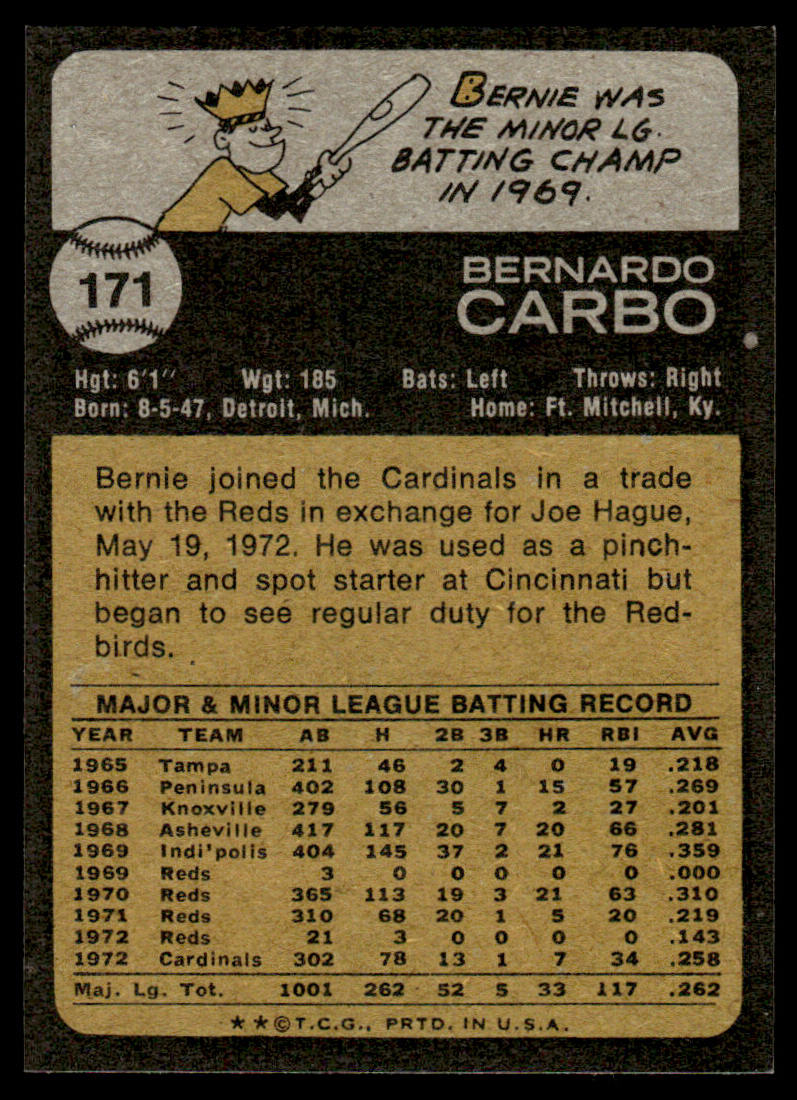 BERNIE WAS
THE MINOR LG.
BATTING CHAMP
IN 1969.
171
BERNARDO
CARBO
Hgt: 6'1" Wgt: 185 Bats: Left Throws: Right
Born: 8-5-47, Detroit, Mich. Home: Ft. Mitchell, Ky.
Bernie joined the Cardinals in a trade
with the Reds in exchange for Joe Hague,
May 19, 1972. He was used as a pinch-
hitter and spot starter at Cincinnati but
began to see regular duty for the Red-
birds.
MAJOR & MINOR LEAGUE BATTING RECORD
YEAR TEAM AB H 2B 3B HR RBI AVG
1965 Tampa 211 46 2 4 0 19 .218
1966 Peninsula 402 108 30 1 15 57 .269
1967 Knoxville 279 56 5 7 2 27 .201
1968 Asheville 417 117 20 7 20 66 .281
1969 Indi'polis 404 145 37 2 21 76 .359
1969 Reds 3 0 0 0 0 0 .000
1970 Reds 365 113 19 3 21 63 .310
1971 Reds 310 68 20 1 5 20 .219
1972 Reds 21 3 0 0 0 0 .143
1972 Cardinals 302 78 13 1 7 34 .258
Maj. Lg. Tot. 1001 262 52 5 33 117 .262
★★©T.C.G., PRTD. IN U.S.A.